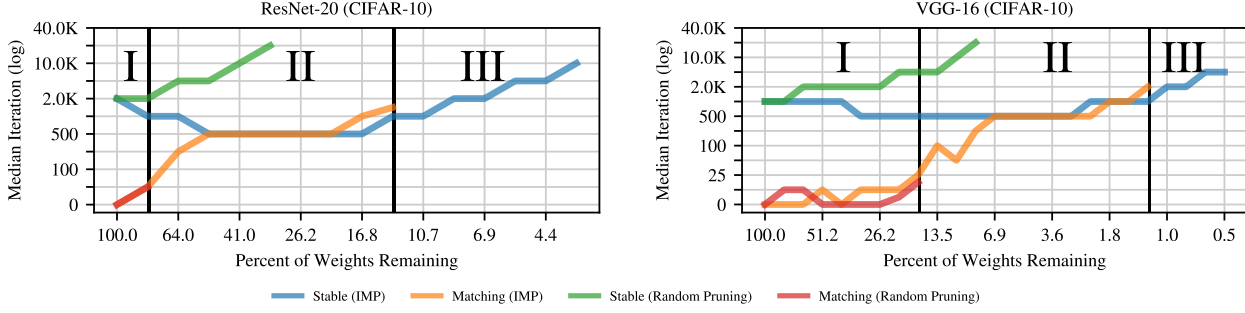 ResNet-20 (CIFAR-10)
Median Iteration (log)
40.0K
10.0K
2.0K
500
100
0
I
II
III
100.0
64.0
41.0
26.2
16.8
10.7
6.9
4.4
Percent of Weights Remaining
VGG-16 (CIFAR-10)
Median Iteration (log)
40.0K
10.0K
2.0K
500
100
25
0
I
II
III
100.0
51.2
26.2
13.5
6.9
3.6
1.8
1.0
0.5
Percent of Weights Remaining
Stable (IMP)
Matching (IMP)
Stable (Random Pruning)
Matching (Random Pruning)